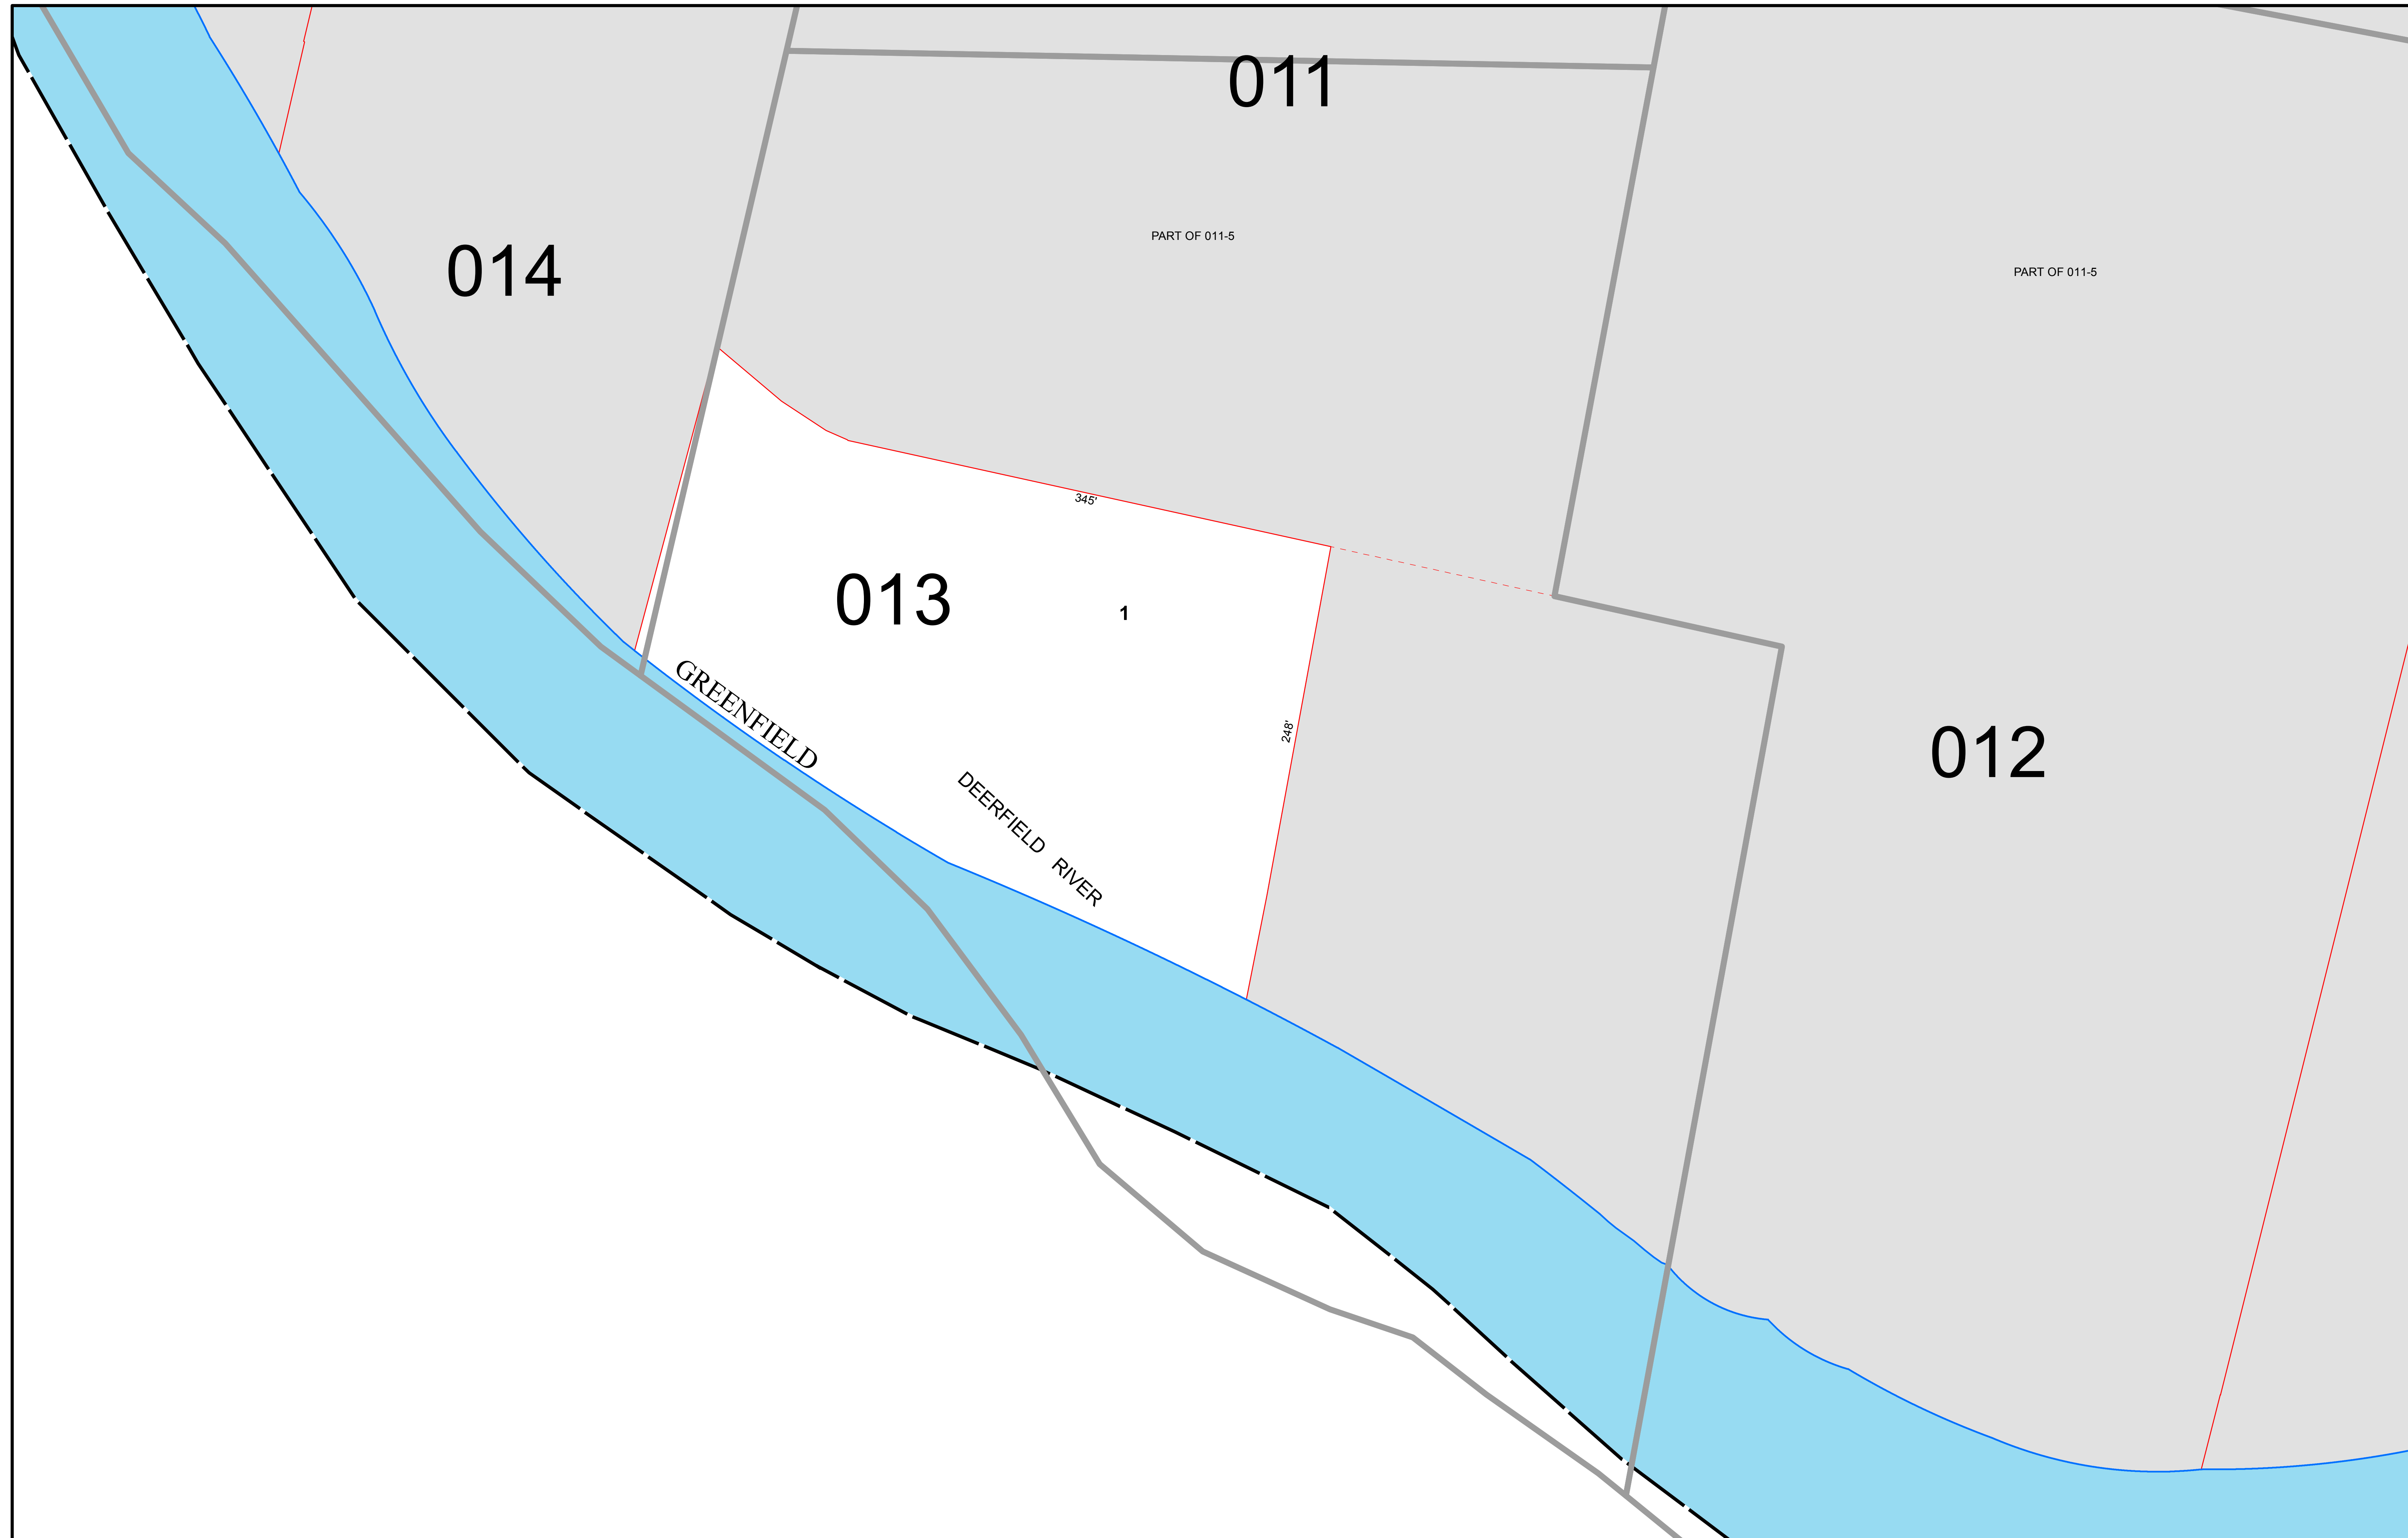 011
PART OF 011-5
014
PART OF 011-5
345'
013
1
GREENFIELD
248'
012
DEERFIELD RIVER